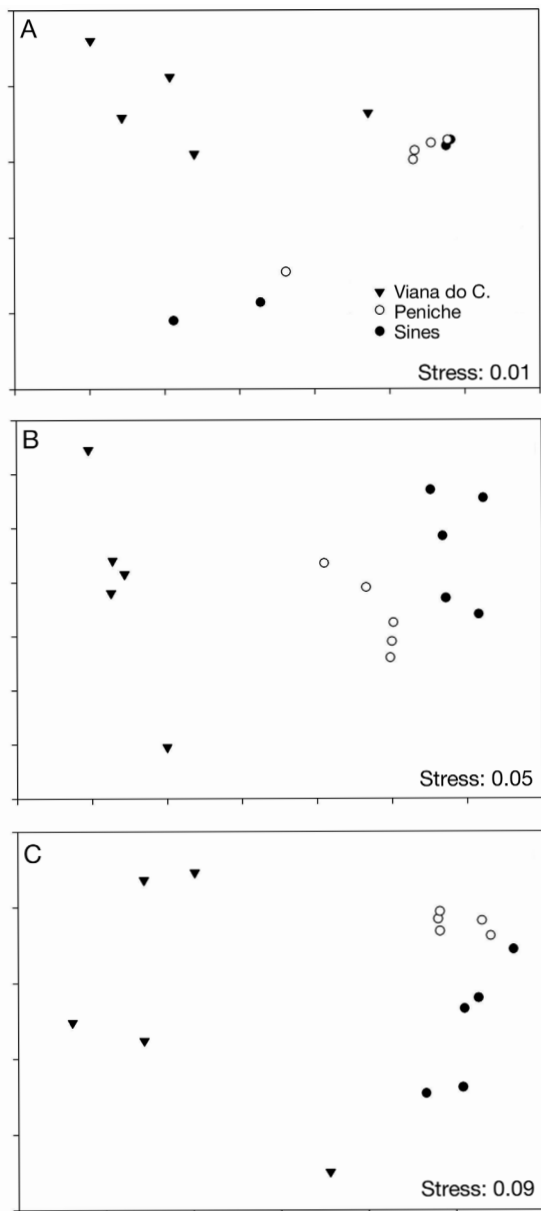 A
Viana do C.
Peniche
Sines
Stress: 0.01
B
Stress: 0.05
C
Stress: 0.09